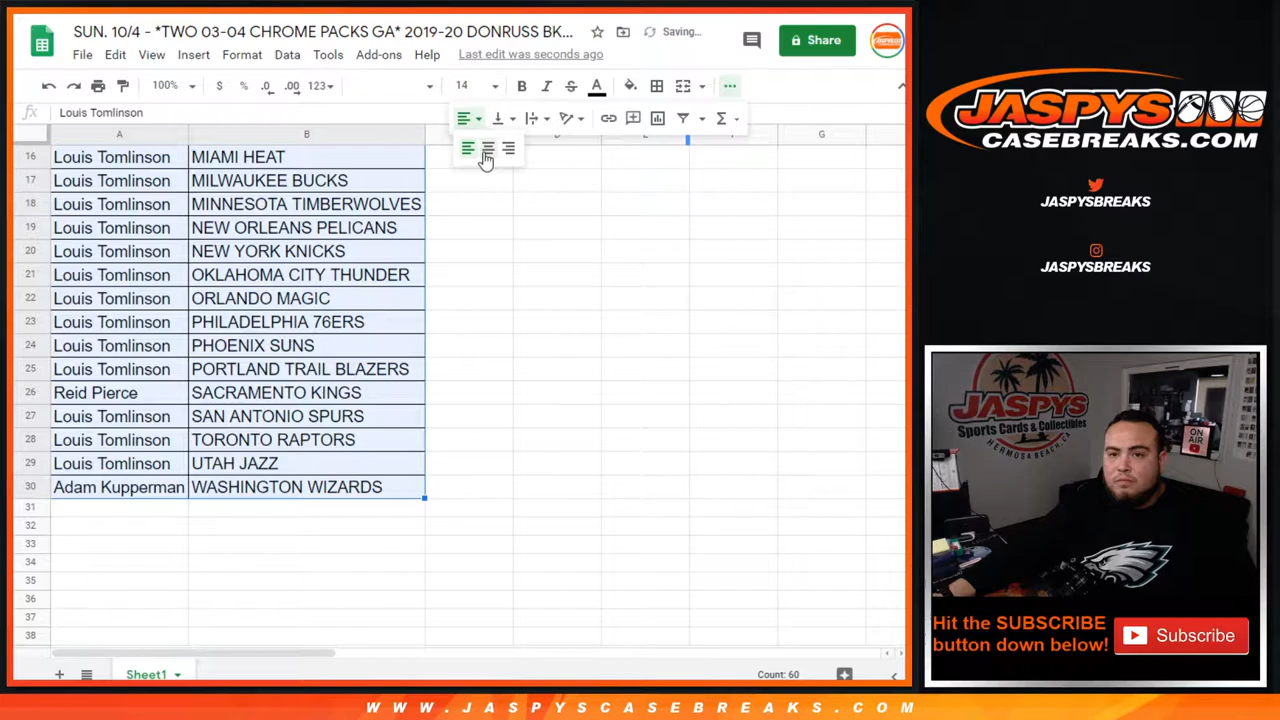 SUN. 10/4 - *TWO 03-04 CHROME PACKS GA* 2019-20 DONRUSS BK...
Saving...
Share
File Edit View Insert Format Data Tools Add-ons Help Last edit was seconds ago
100% $ % .0 .00 123 14 B I S A
fx Louis Tomlinson
A B G
16 Louis Tomlinson MIAMI HEAT
17 Louis Tomlinson MILWAUKEE BUCKS
18 Louis Tomlinson MINNESOTA TIMBERWOLVES
19 Louis Tomlinson NEW ORLEANS PELICANS
20 Louis Tomlinson NEW YORK KNICKS
21 Louis Tomlinson OKLAHOMA CITY THUNDER
22 Louis Tomlinson ORLANDO MAGIC
23 Louis Tomlinson PHILADELPHIA 76ERS
24 Louis Tomlinson PHOENIX SUNS
25 Louis Tomlinson PORTLAND TRAIL BLAZERS
26 Reid Pierce SACRAMENTO KINGS
27 Louis Tomlinson SAN ANTONIO SPURS
28 Louis Tomlinson TORONTO RAPTORS
29 Louis Tomlinson UTAH JAZZ
30 Adam Kupperman WASHINGTON WIZARDS
31
32
33
34
35
36
37
38
Sheet1
Count: 60
JASPYS
CASEBREAKS.COM
JASPYSBREAKS
JASPYSBREAKS
JASPYS
Sports Cards & Collectibles
HERMOSA BEACH, CA
ON
AIR
Hit the SUBSCRIBE
button down below!
Subscribe
WWW.JASPYSCASEBREAKS.COM